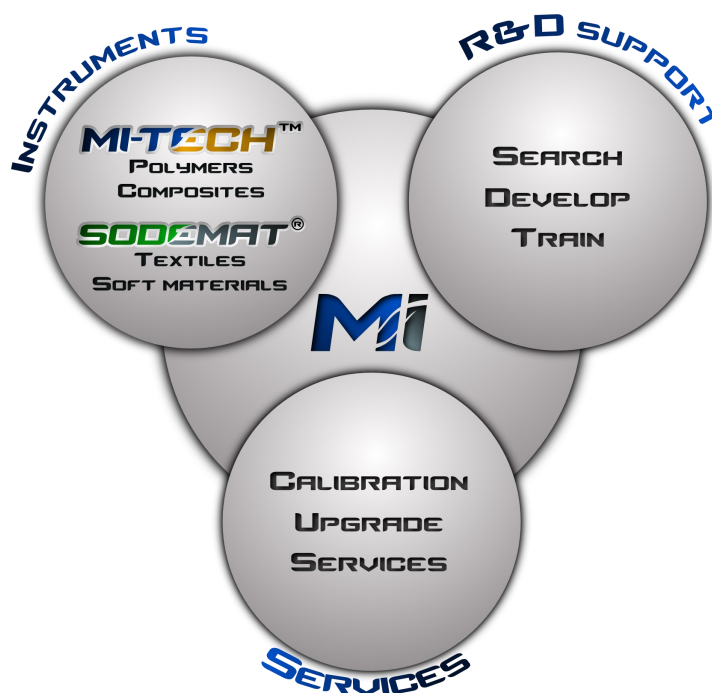 INSTRUMENTS
MI-TECH™
POLYMERS
COMPOSITES
SODEMAT®
TEXTILES
SOFT MATERIALS
R&D SUPPORT
SEARCH
DEVELOP
TRAIN
Mi
CALIBRATION
UPGRADE
SERVICES
SERVICES